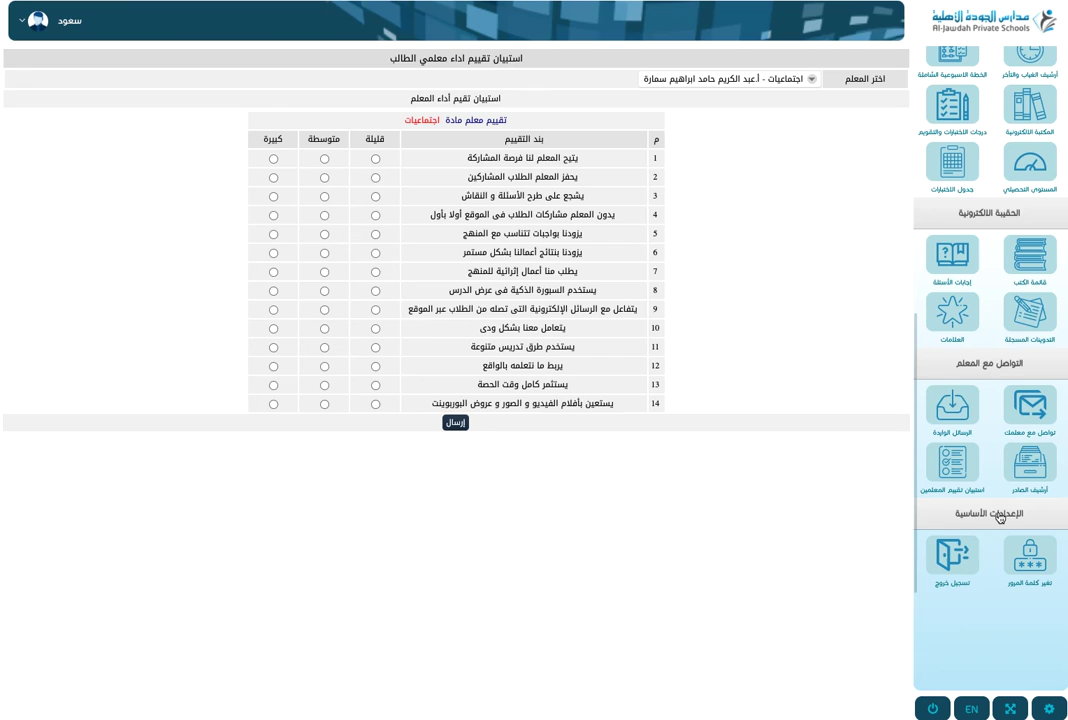 مدارس الجودة الأهلية
Al-Jawdah Private Schools
سعود
استبيان تقييم اداء معلمي الطالب
اختر المعلم
اجتماعيات - أ.عبد الكريم حامد ابراهيم سمارة
استبيان تقيم أداء المعلم
تقييم معلم مادة اجتماعيات
م بند التقييم قليلة متوسطة كبيرة
1 يتيح المعلم لنا فرصة المشاركة
2 يحفز المعلم الطلاب المشاركين
3 يشجع على طرح الأسئلة و النقاش
4 يدون المعلم مشاركات الطلاب فى الموقع أولا بأول
5 يزودنا بواجبات تتناسب مع المنهج
6 يزودنا بنتائج أعمالنا بشكل مستمر
7 يطلب منا أعمال إثرائية للمنهج
8 يستخدم السبورة الذكية فى عرض الدرس
9 يتفاعل مع الرسائل الإلكترونية التى تصله من الطلاب عبر الموقع
10 يتعامل معنا بشكل ودى
11 يستخدم طرق تدريس متنوعة
12 يربط ما نتعلمه بالواقع
13 يستثمر كامل وقت الحصة
14 يستعين بأفلام الفيديو و الصور و عروض البوربوينت
إرسال
أرشيف الغياب والتأخر
الخطة الاسبوعية الشاملة
المكتبة الالكترونية
درجات الاختبارات والتقويم
المستوى التحصيلي
جدول الاختبارات
الحقيبة الالكترونية
قائمة الكتب
إجابات الأسئلة
التدوينات المسجلة
العلامات
التواصل مع المعلم
تواصل مع معلمك
الرسائل الواردة
أرشيف الصادر
استبيان تقييم المعلمين
الإعدادات الأساسية
تغير كلمة المرور
تسجيل خروج
EN